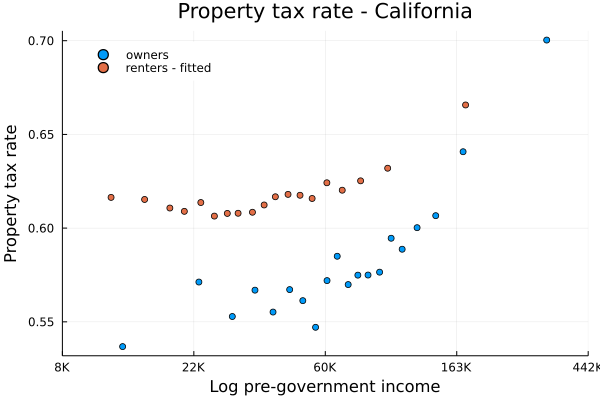 Property tax rate - California
owners
renters - fitted
Property tax rate
0.70
0.65
0.60
0.55
8K 22K 60K 163K 442K
Log pre-government income